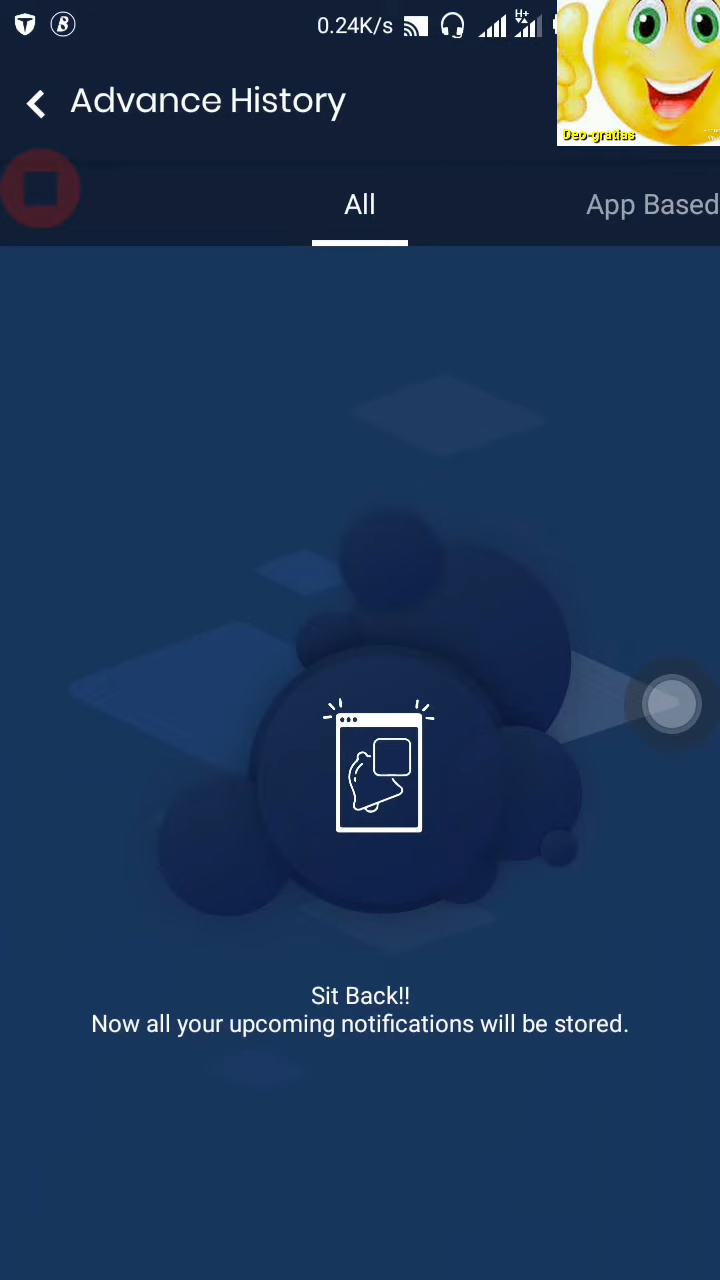 0.24K/s
H+
Advance History
Deo-gratias
All
App Based
Sit Back!!
Now all your upcoming notifications will be stored.